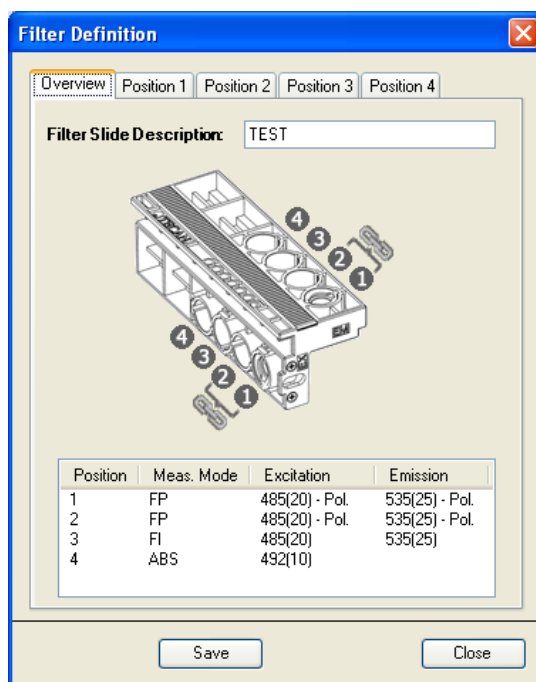 Filter Definition
Overview Position 1 Position 2 Position 3 Position 4
Filter Slide Description: TEST
4
3
2
1
EM
4
3
2
1
Position Meas. Mode Excitation Emission
1 FP 485(20) - Pol. 535(25) - Pol.
2 FP 485(20) - Pol. 535(25) - Pol.
3 FI 485(20) 535(25)
4 ABS 492(10)
Save Close